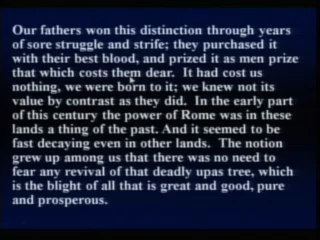 Our fathers won this distinction through years
of sore struggle and strife; they purchased it
with their best blood, and prized it as men prize
that which costs them dear.  It had cost us
nothing, we were born to it; we knew not its
value by contrast as they did.  In the early part
of this century the power of Rome was in these
lands a thing of the past. And it seemed to be
fast decaying even in other lands.  The notion
grew up among us that there was no need to
fear any revival of that deadly upas tree, which
is the blight of all that is great and good, pure
and prosperous.